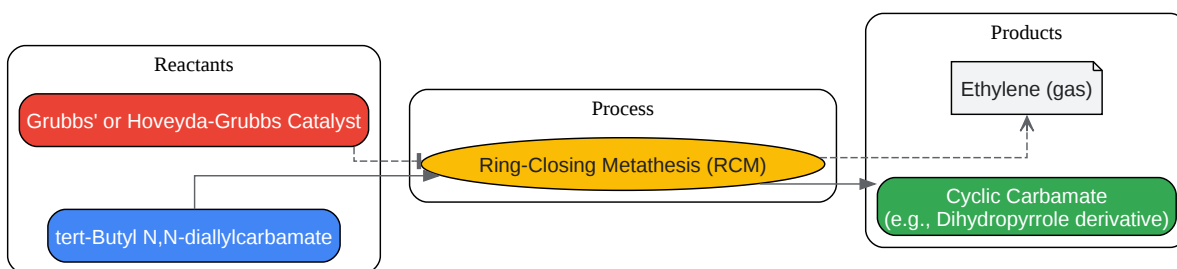 Reactants
Grubbs' or Hoveyda-Grubbs Catalyst
tert-Butyl N,N-diallylcarbamate
Process
Ring-Closing Metathesis (RCM)
Products
Ethylene (gas)
Cyclic Carbamate
(e.g., Dihydropyrrole derivative)